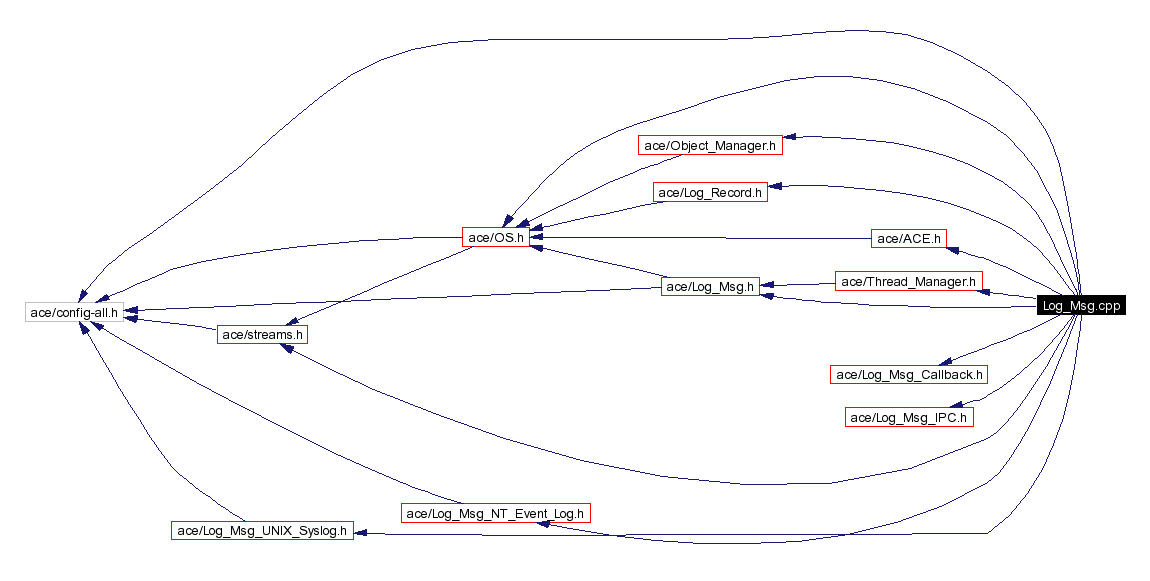 ace/Object_Manager.h
ace/Log_Record.h
ace/OS.h
ace/ACE.h
ace/Thread_Manager.h
ace/Log_Msg.h
Log_Msg.cpp
ace/config-all.h
ace/streams.h
ace/Log_Msg_Callback.h
ace/Log_Msg_IPC.h
ace/Log_Msg_NT_Event_Log.h
ace/Log_Msg_UNIX_Syslog.h